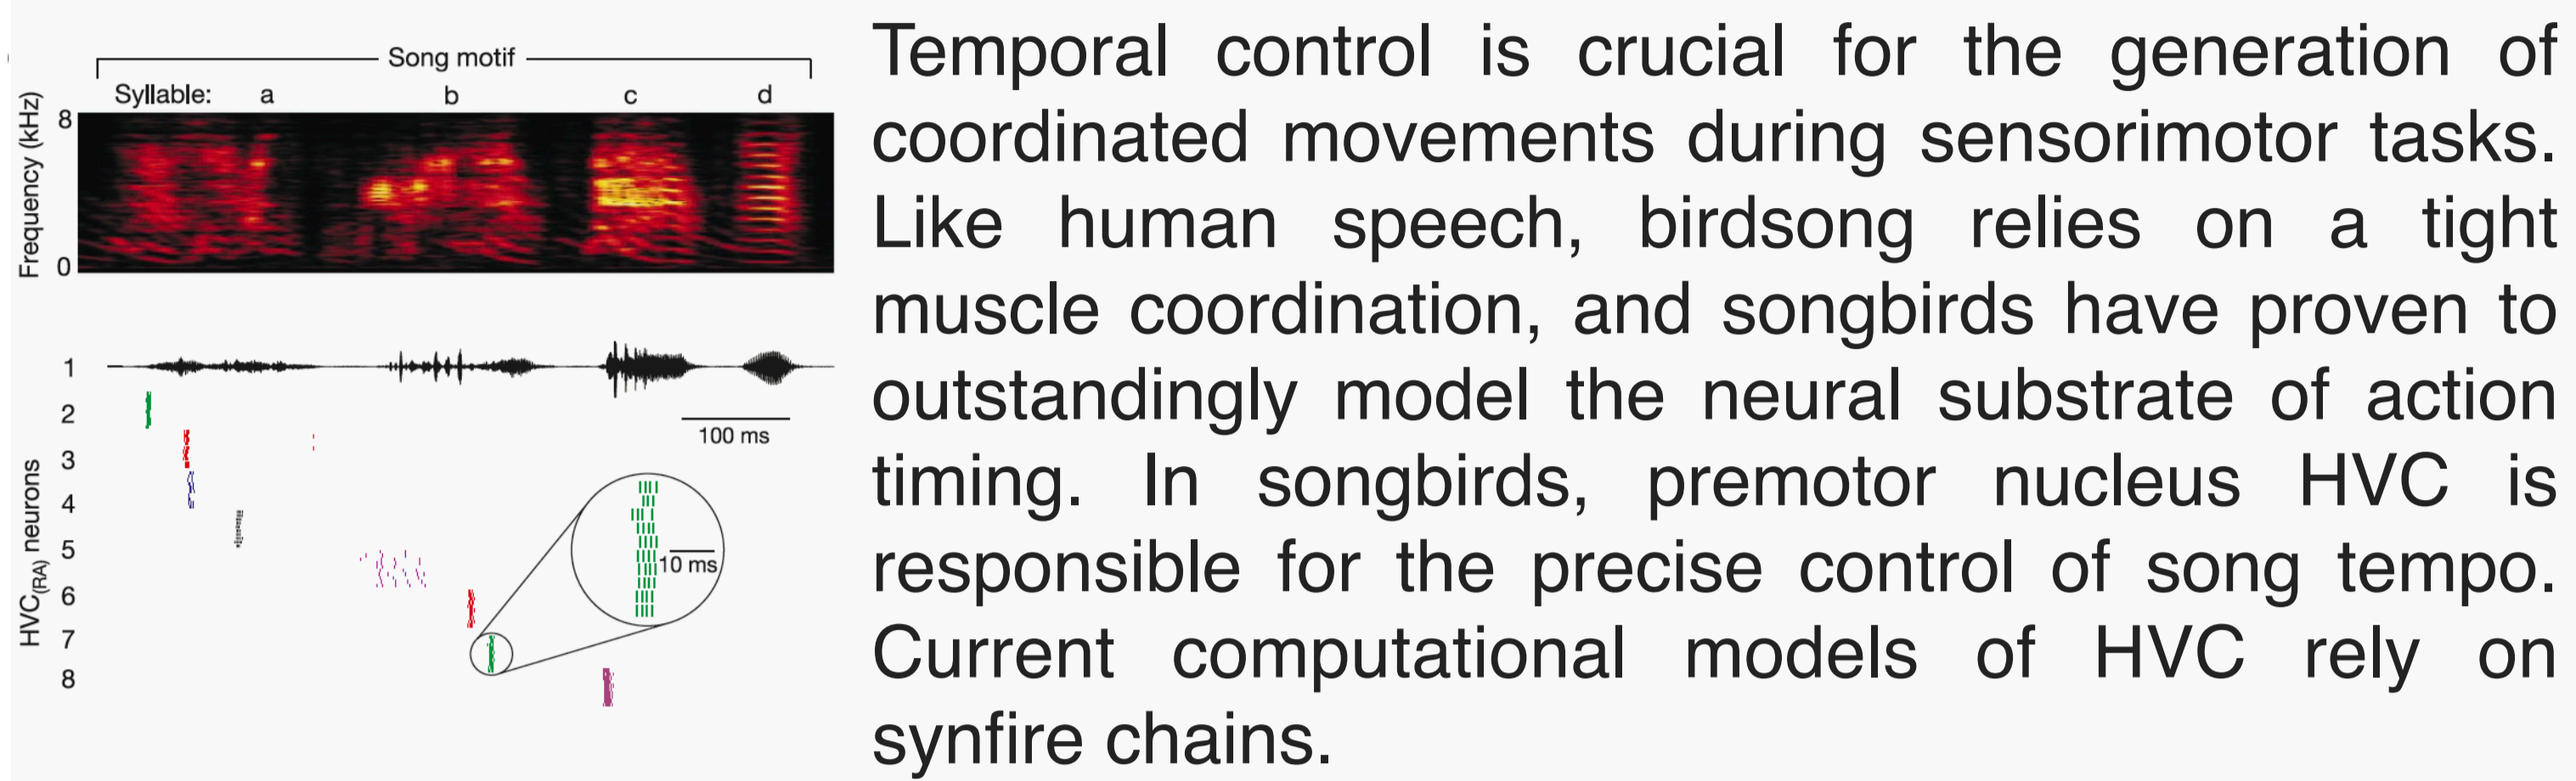 Song motif
Syllable: a b c d
Frequency (kHz)
8
0
1
2
3
4
5
6
7
8
HVC(RA) neurons
100 ms
10 ms
Temporal control is crucial for the generation of
coordinated movements during sensorimotor tasks.
Like human speech, birdsong relies on a tight
muscle coordination, and songbirds have proven to
outstandingly model the neural substrate of action
timing. In songbirds, premotor nucleus HVC is
responsible for the precise control of song tempo.
Current computational models of HVC rely on
synfire chains.